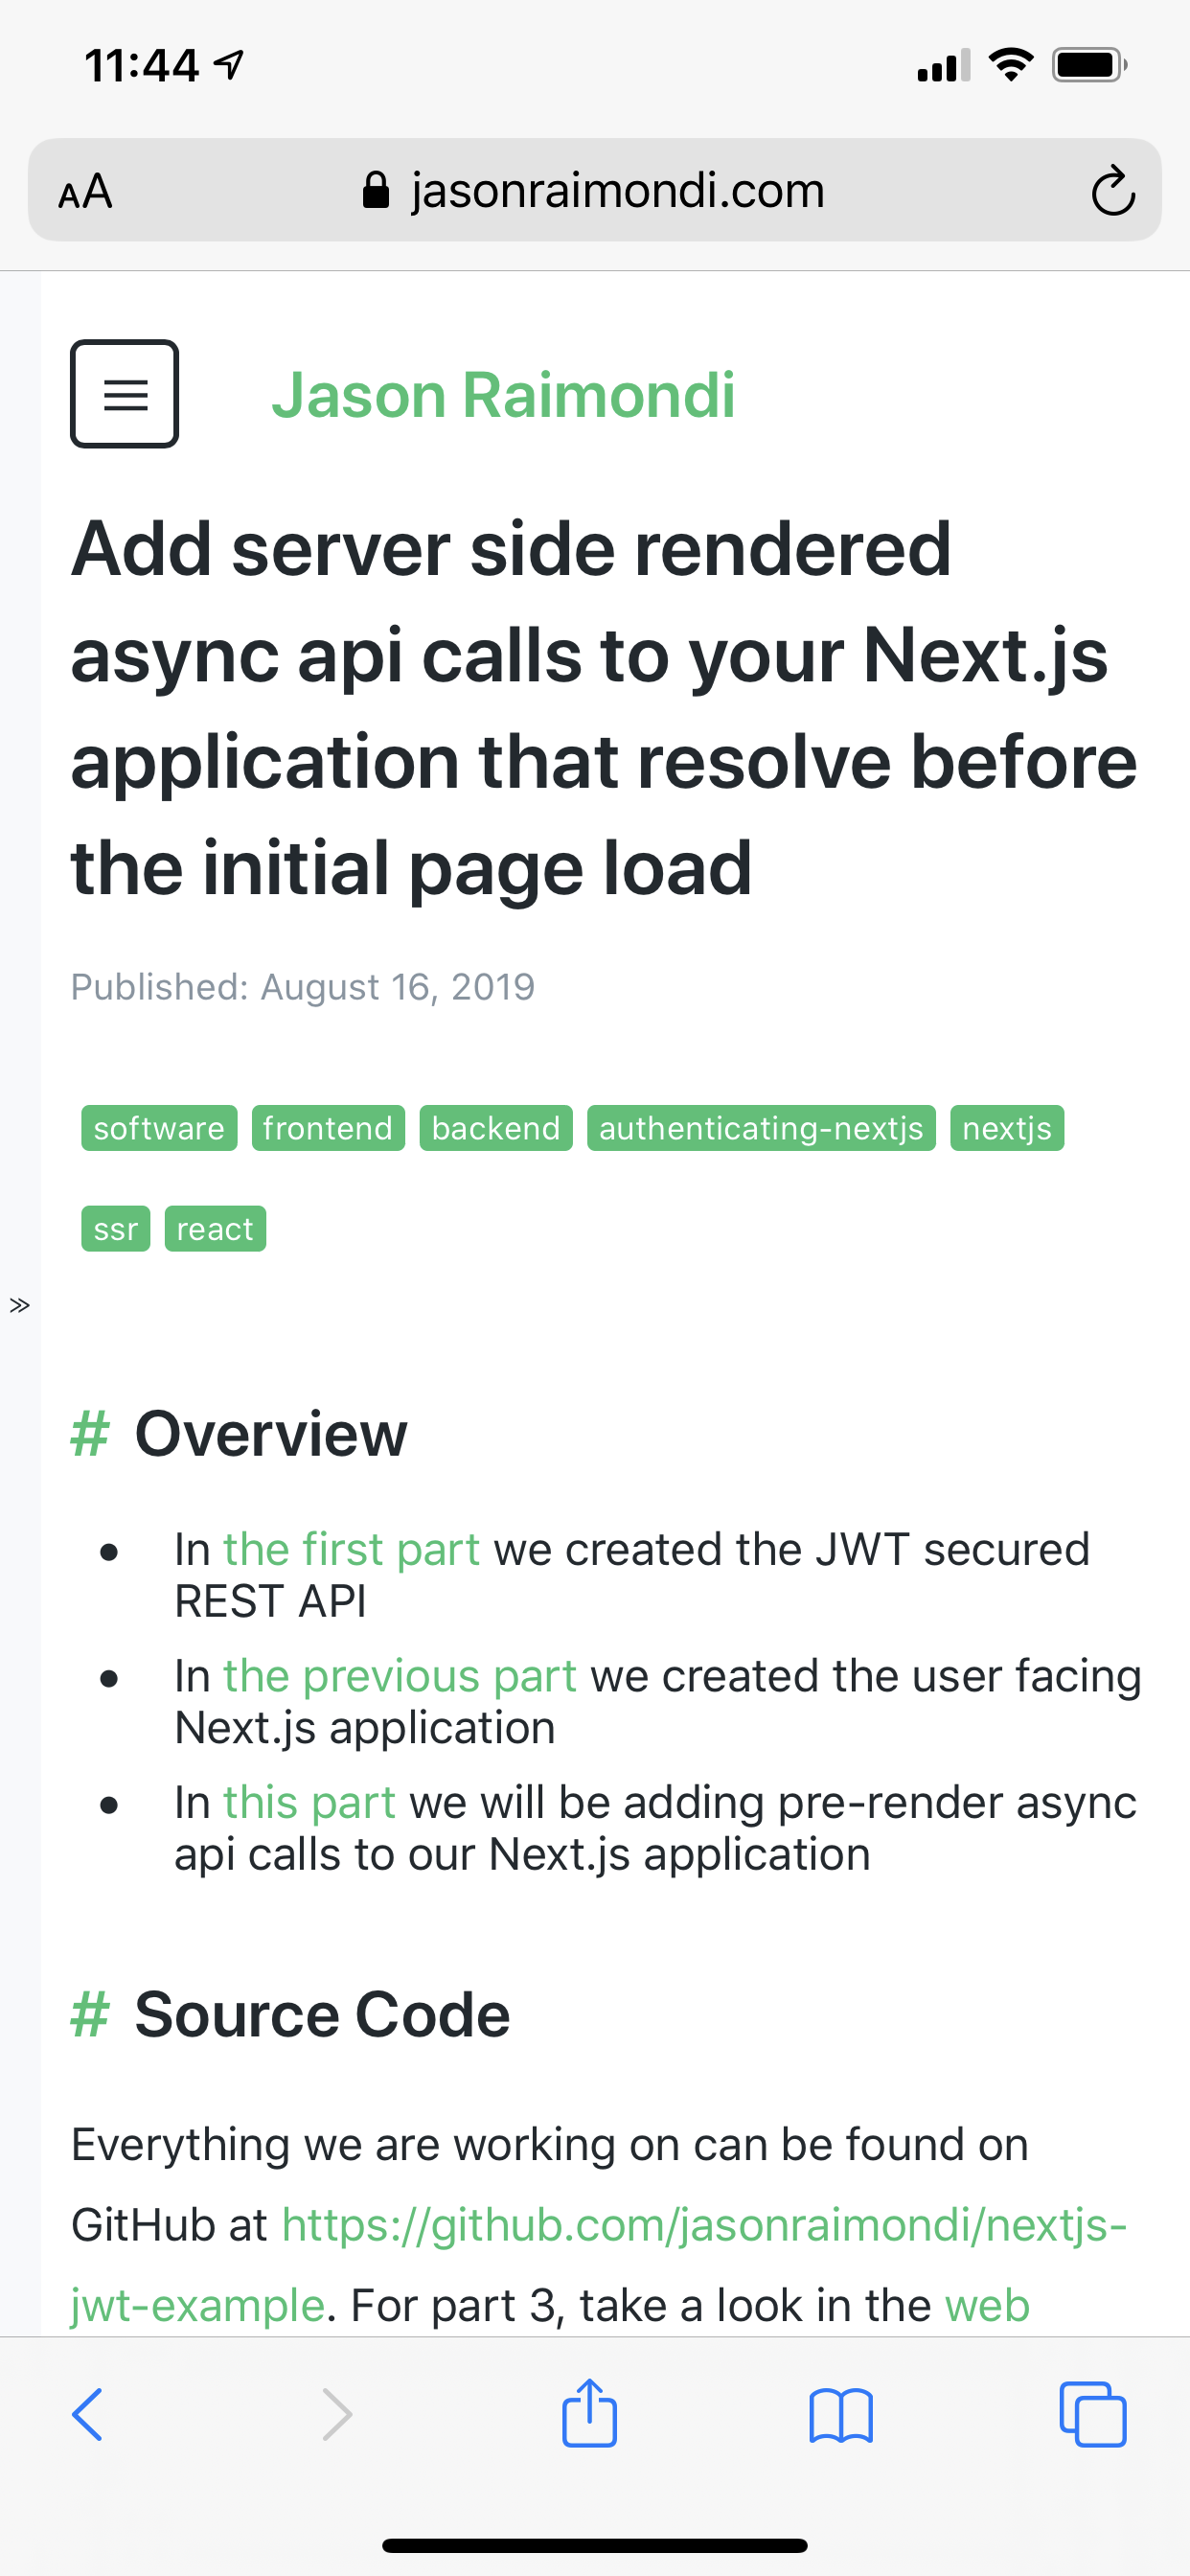 11:44
AA jasonraimondi.com
Jason Raimondi
Add server side rendered
async api calls to your Next.js
application that resolve before
the initial page load
Published: August 16, 2019
software frontend backend authenticating-nextjs nextjs
ssr react
»
# Overview
• In the first part we created the JWT secured
REST API
• In the previous part we created the user facing
Next.js application
• In this part we will be adding pre-render async
api calls to our Next.js application
# Source Code
Everything we are working on can be found on
GitHub at https://github.com/jasonraimondi/nextjs-
jwt-example. For part 3, take a look in the web